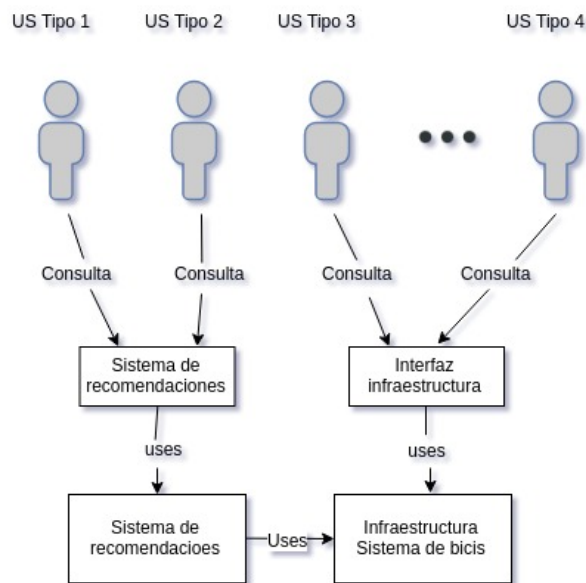 US Tipo 1
US Tipo 2
US Tipo 3
US Tipo 4
Consulta
Consulta
Consulta
Consulta
Sistema de
recomendaciones
Interfaz
infraestructura
uses
uses
Sistema de
recomendacioes
Uses
Infraestructura
Sistema de bicis